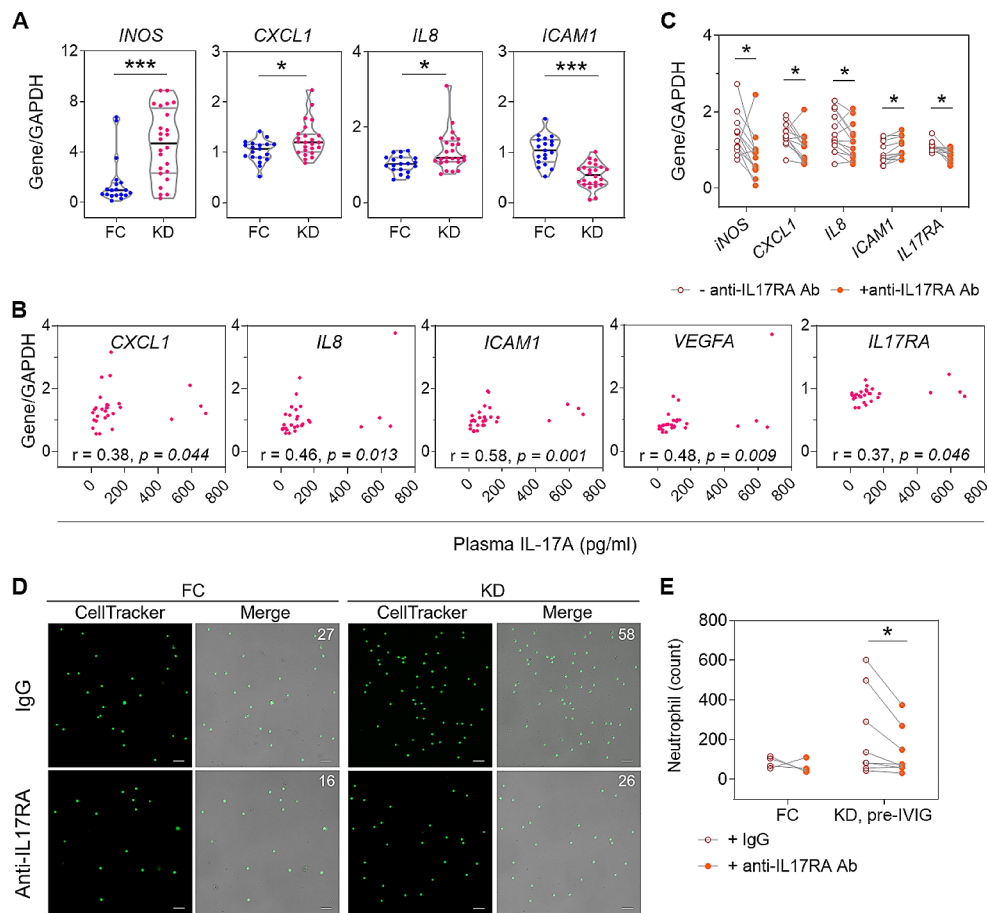 A
INOS CXCL1 IL8 ICAM1
*** * * ***
Gene/GAPDH
12
8
4
0
3
2
1
0
4
2
0
3
2
1
0
FC KD FC KD FC KD FC KD
C
Gene/GAPDH
4
2
0
* * * * *
iNOS CXCL1 IL8 ICAM1 IL17RA
- anti-IL17RA Ab +anti-IL17RA Ab
B
Gene/GAPDH
CXCL1 IL8 ICAM1 VEGFA IL17RA
4
2
0
4
3
2
1
0
4
3
2
1
0
4
3
2
1
0
2
1
0
r = 0.38, p = 0.044
r = 0.46, p = 0.013
r = 0.58, p = 0.001
r = 0.48, p = 0.009
r = 0.37, p = 0.046
0 200 400 600 800 0 200 400 600 800 0 200 400 600 800 0 200 400 600 800 0 200 400 600 800
Plasma IL-17A (pg/ml)
D
FC KD
CellTracker Merge CellTracker Merge
IgG
27 58
Anti-IL17RA
16 26
E
Neutrophil (count)
800
600
400
200
0
*
FC KD, pre-IVIG
+ IgG
+ anti-IL17RA Ab